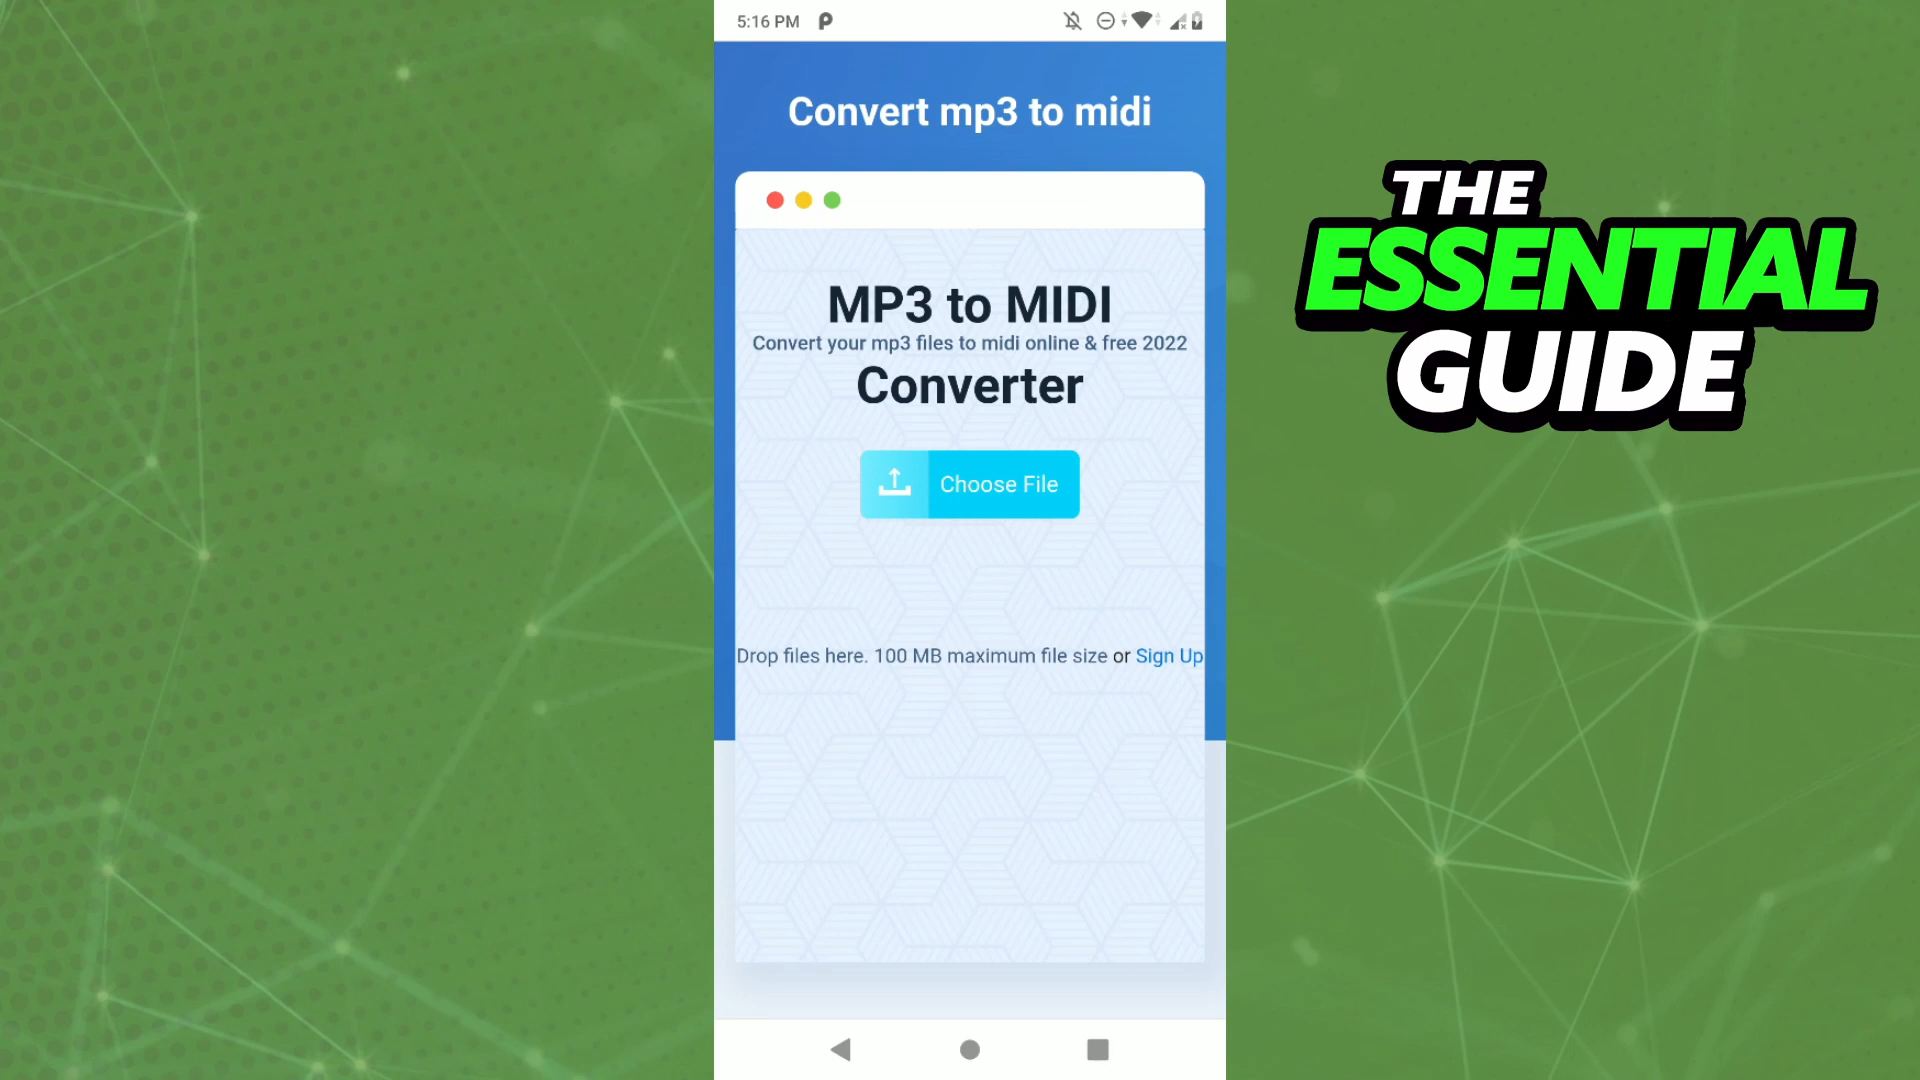 5:16 PM
Convert mp3 to midi
MP3 to MIDI
Convert your mp3 files to midi online & free 2022
Converter
Choose File
Drop files here. 100 MB maximum file size or Sign Up
THE
ESSENTIAL
GUIDE